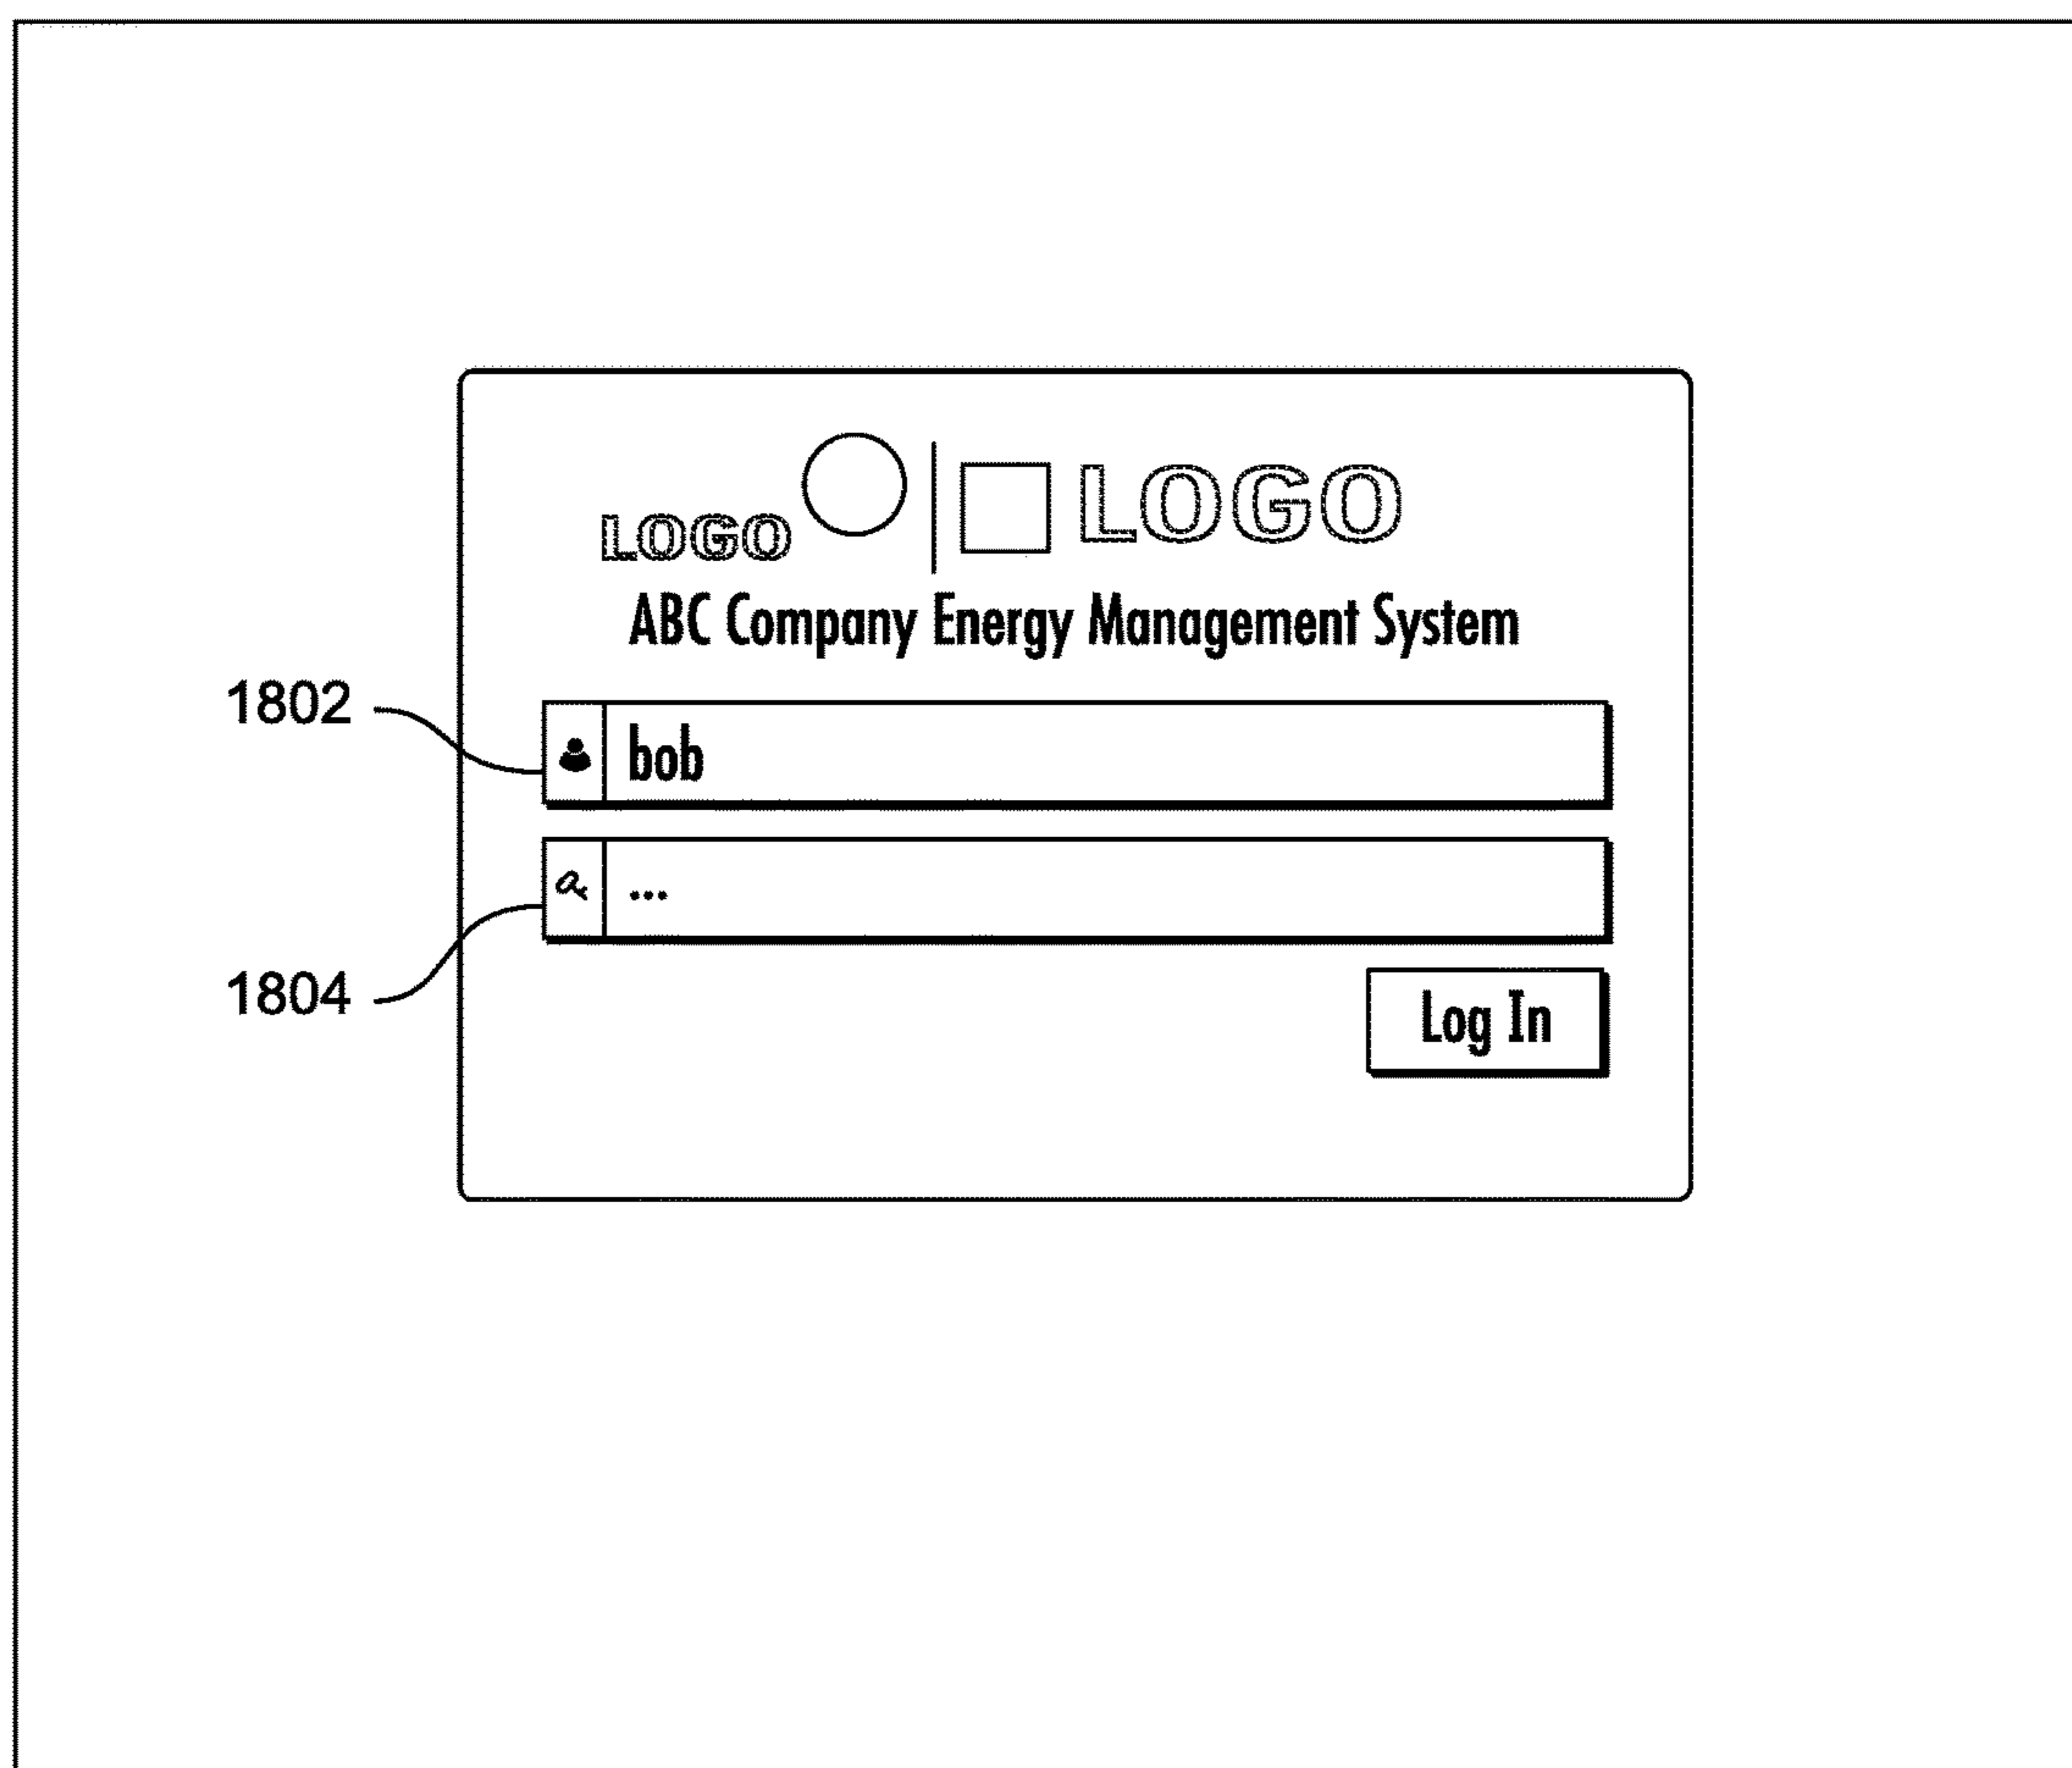 LOGO LOGO
ABC Company Energy Management System
1802
bob
...
1804
Log In